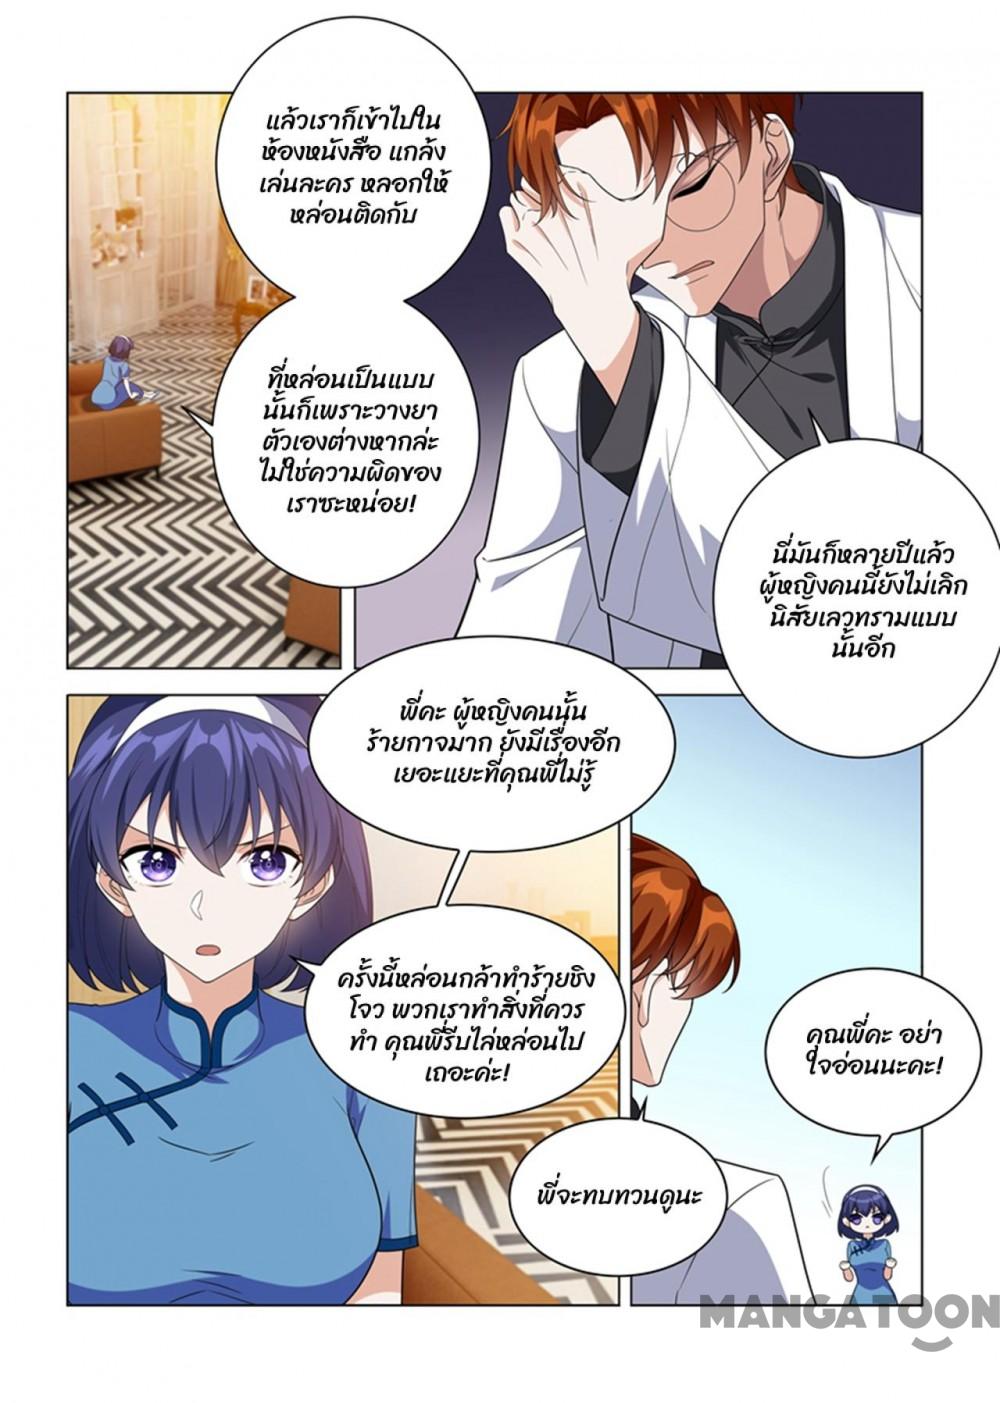 แล้วเราก็เข้าไปใน
ห้องหนังสือ แกล้ง
เล่นละคร หลอกให้
หล่อนติดกับ
ที่หล่อนเป็นแบบ
นั้นก็เพราะวางยา
ตัวเองต่างหากล่ะ
ไม่ใช่ความผิดของ
เราซะหน่อย!
นี่มันก็หลายปีแล้ว
ผู้หญิงคนนี้ยังไม่เลิก
นิสัยเลวทรามแบบ
นั้นอีก
พี่คะ ผู้หญิงคนนั้น
ร้ายกาจมาก ยังมีเรื่องอีก
เยอะแยะที่คุณพี่ไม่รู้
ครั้งนี้หล่อนกล้าทำร้ายชิง
โจว พวกเราทำสิ่งที่ควร
ทำ คุณพี่รีบไล่หล่อนไป
เถอะค่ะ!
คุณพี่คะ อย่า
ใจอ่อนนะคะ!
พี่จะทบทวนดูนะ
MANGATOON